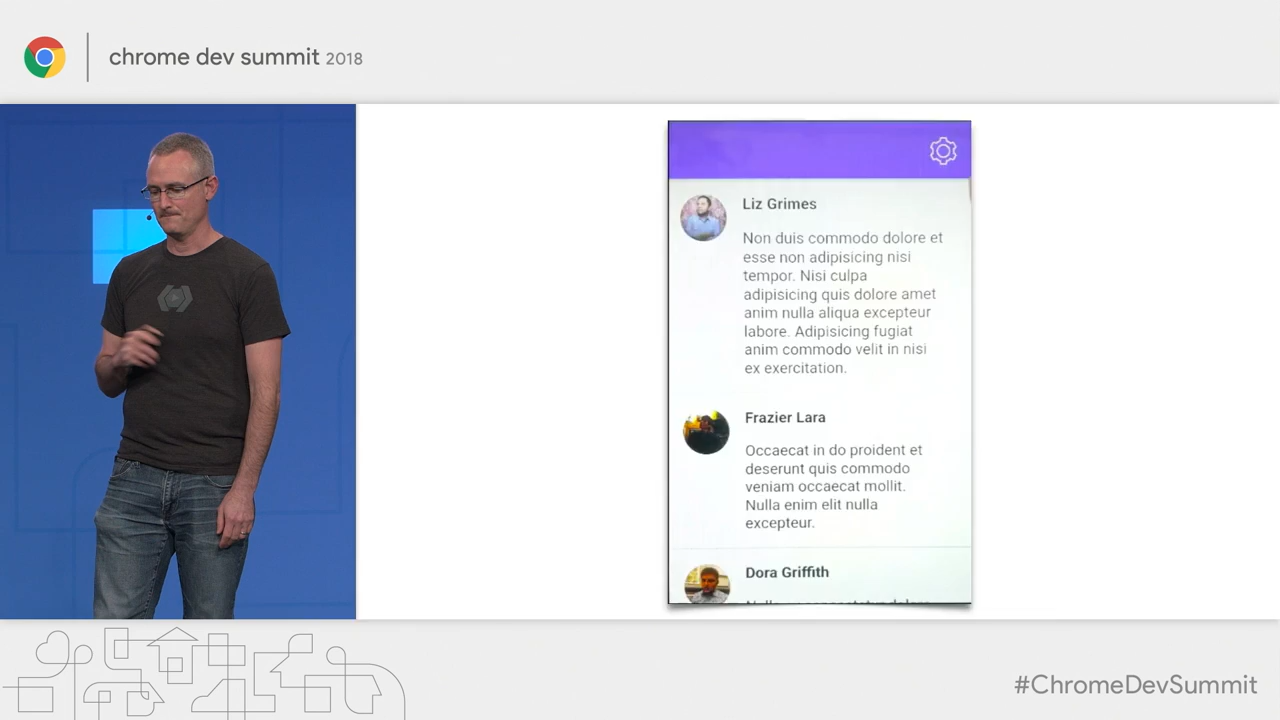 chrome dev summit 2018
Liz Grimes
Non duis commodo dolore et
esse non adipisicing nisi
tempor. Nisi culpa
adipisicing quis dolore amet
anim nulla aliqua excepteur
labore. Adipisicing fugiat
anim commodo velit in nisi
ex exercitation.
Frazier Lara
Occaecat in do proident et
deserunt quis commodo
veniam occaecat mollit.
Nulla enim elit nulla
excepteur.
Dora Griffith
#ChromeDevSummit